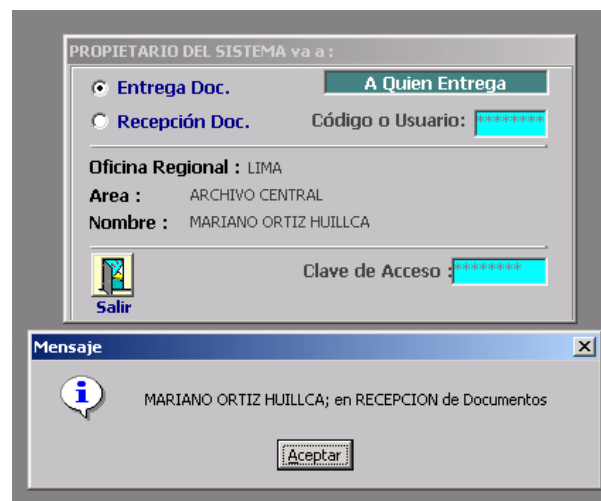 PROPIETARIO DEL SISTEMA va a :
Entrega Doc.
A Quien Entrega
Recepción Doc.
Código o Usuario: ********
Oficina Regional : LIMA
Area : ARCHIVO CENTRAL
Nombre : MARIANO ORTIZ HUILLCA
Clave de Acceso : ********
Salir
Mensaje
MARIANO ORTIZ HUILLCA; en RECEPCION de Documentos
Aceptar